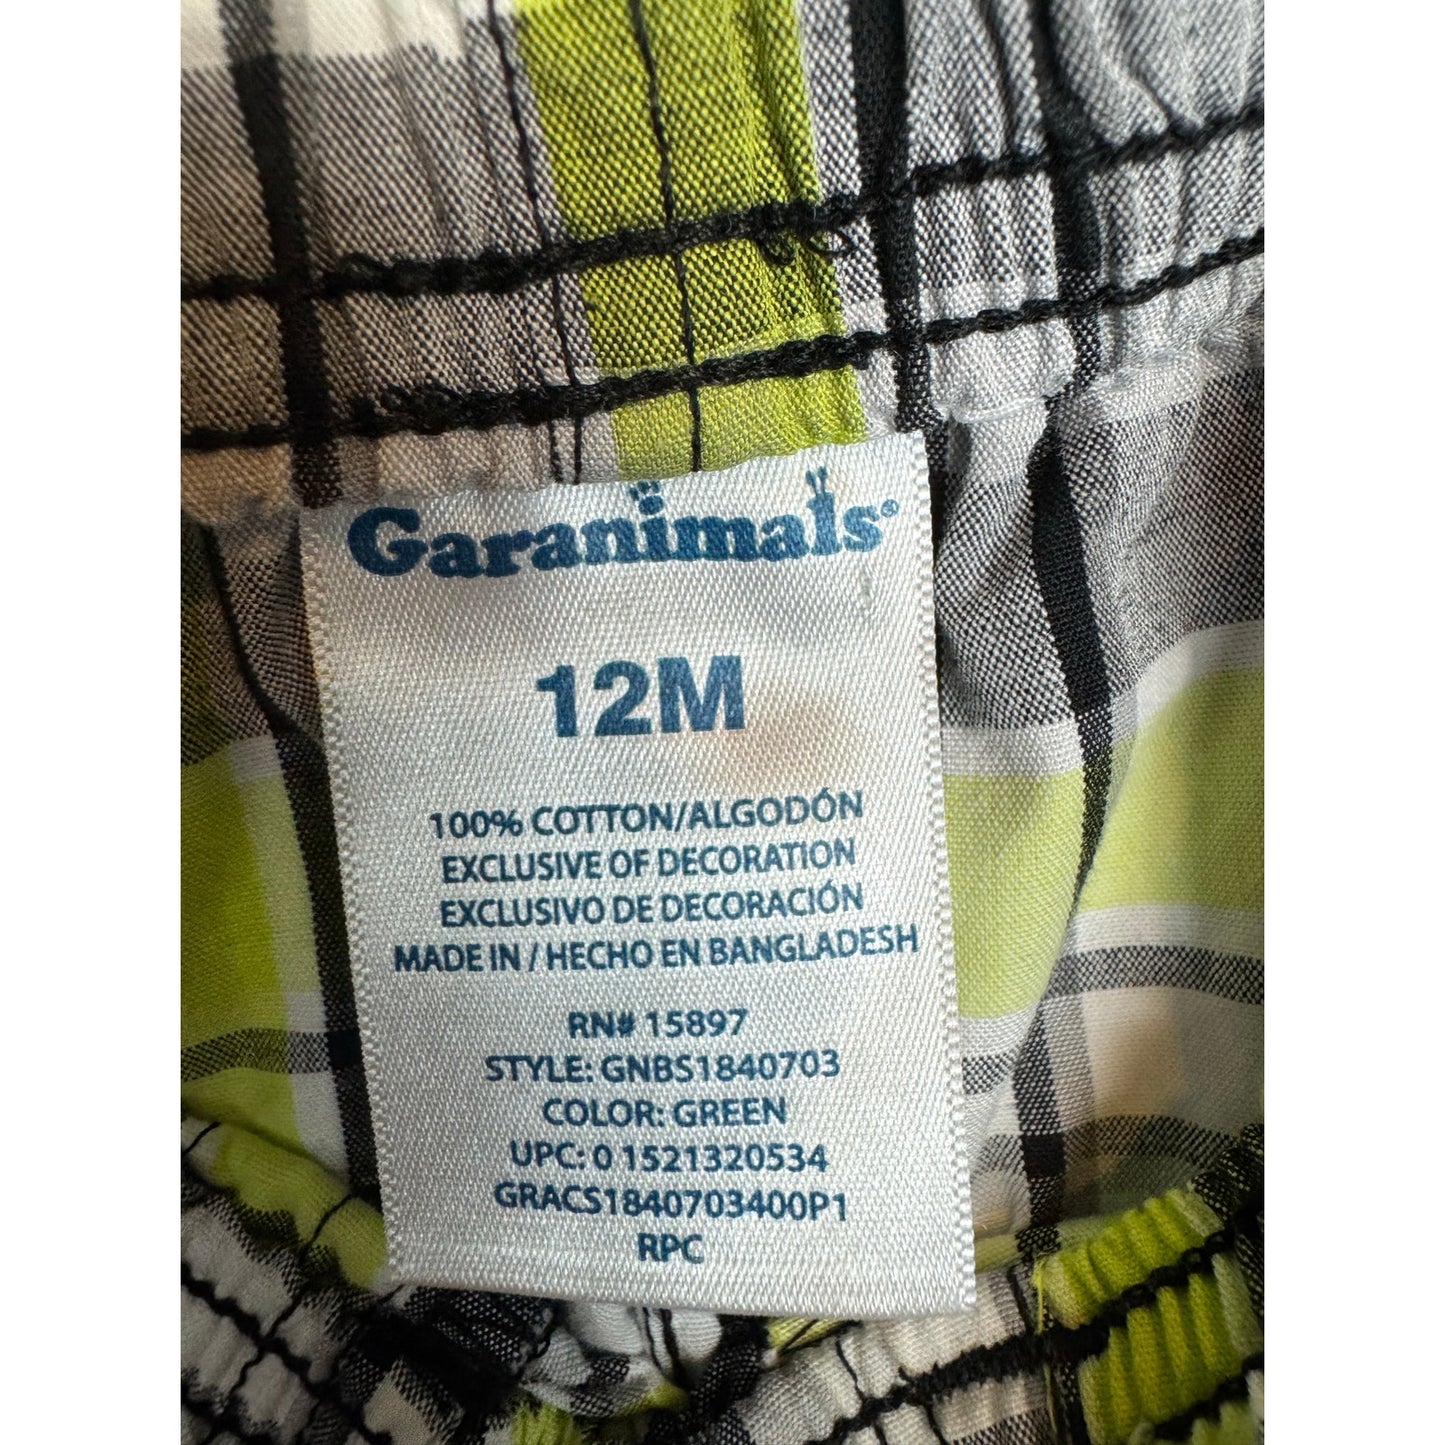 Garanimals®
12M
100% COTTON/ALGODÓN
EXCLUSIVE OF DECORATION
EXCLUSIVO DE DECORACIÓN
MADE IN / HECHO EN BANGLADESH
RN# 15897
STYLE: GNBS1840703
COLOR: GREEN
UPC: 0 1521320534
GRACS1840703400P1
RPC